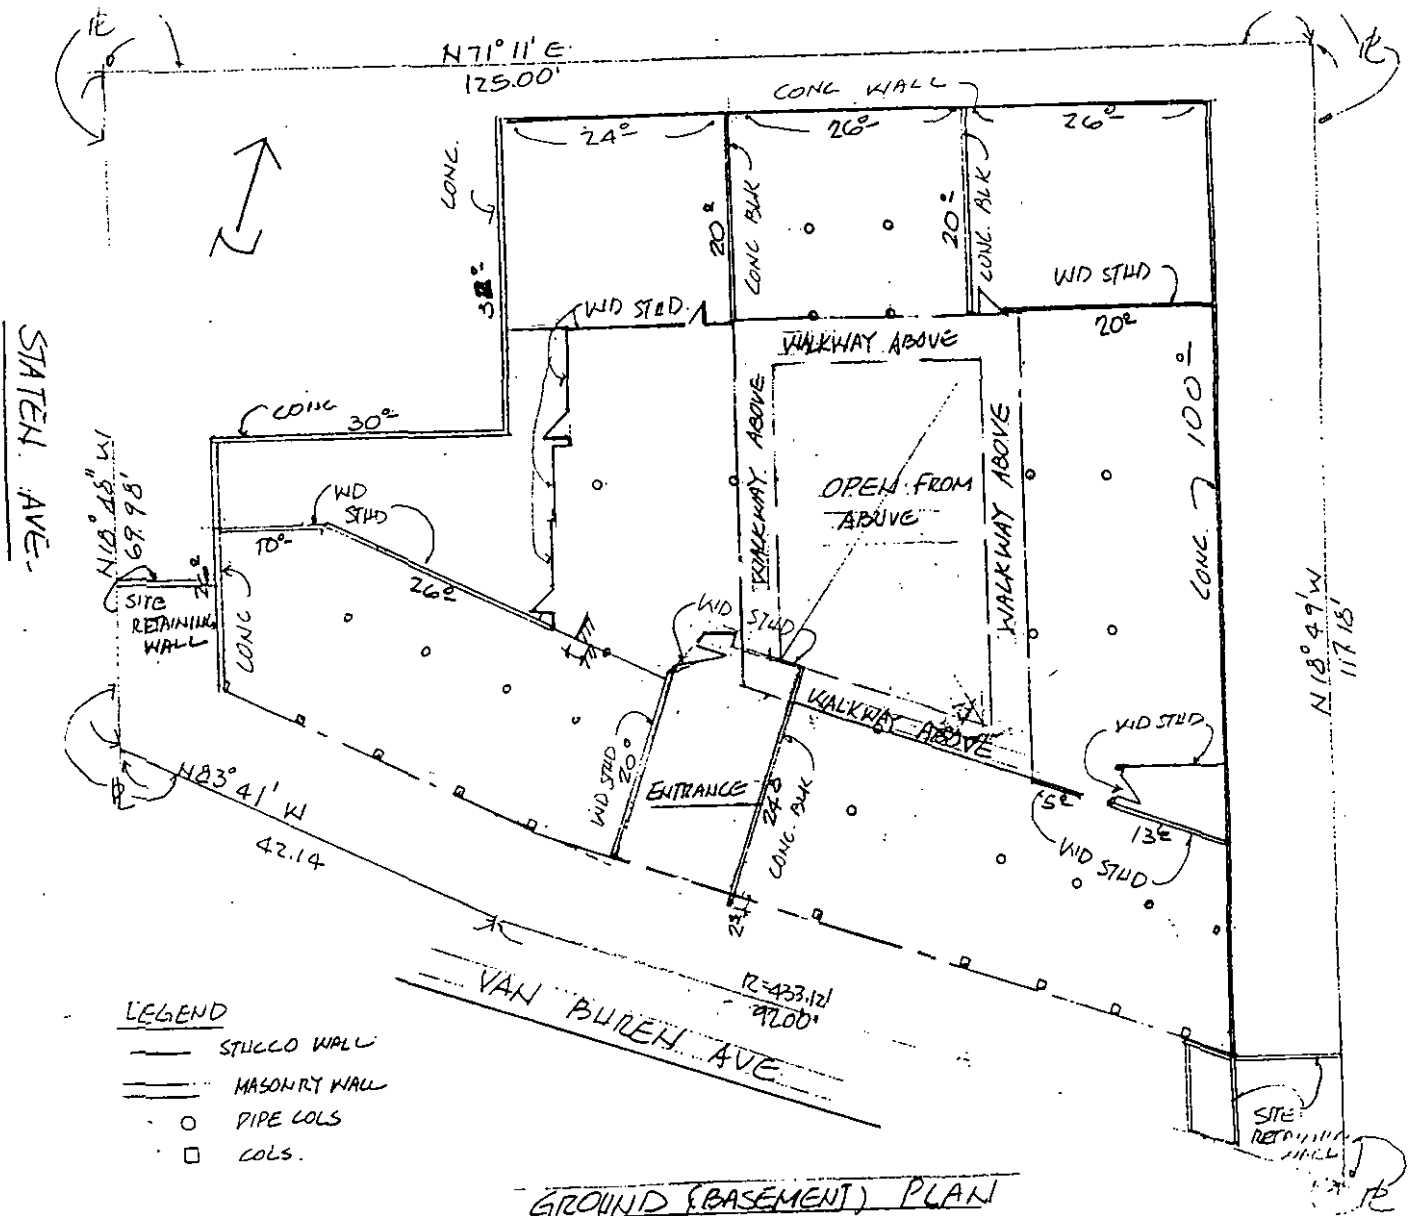 N71° 11' E
125.00'
CONC WALL
24°
26°
26°
CONC.
CONC BLK
20°
20°
CONC. BLK
WD STUD
20°
WD STUD
WALKWAY ABOVE
100°
CONC.
STATEN AVE.
CONC
30°
WALKWAY ABOVE
WALKWAY ABOVE
OPEN FROM
ABOVE
N18° 48" W
69.98'
WD
STUD
10°
26°
SITE
RETAINING
WALL
CONC
WD STUD
N18° 49' W
117.18'
WALKWAY ABOVE
WD STUD
WD STUD
20°
ENTRANCE
CONC. BLK
5°
13°
WD STUD
N83° 41' W
42.14
R=433.12'
92.00'
VAN BUREN AVE
LEGEND
STUCCO WALL
MASONRY WALL
PIPE COLS
COLS.
SITE
RETAINING
WALL
GROUND (BASEMENT) PLAN